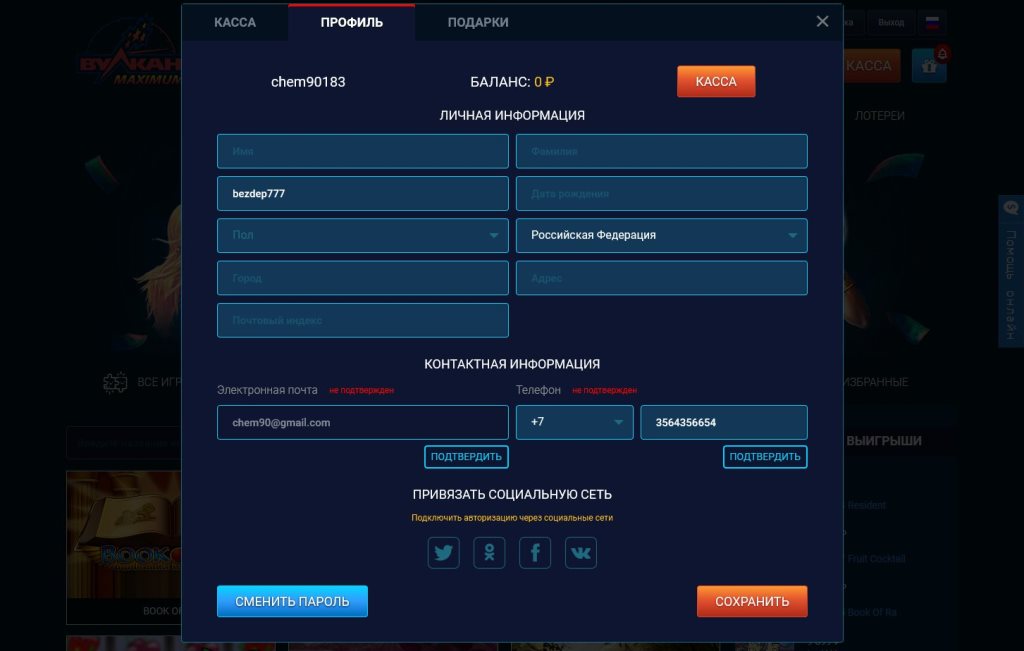 КАССА ПРОФИЛЬ ПОДАРКИ
Выход
ВУЛКАН
MAXIMUM
КАССА
chem90183 БАЛАНС: 0 ₽ КАССА
ЛИЧНАЯ ИНФОРМАЦИЯ
ЛОТЕРЕИ
Имя Фамилия
bezdep777 Дата рождения
Пол Российская Федерация
Помощь онлайн
Город Адрес
Почтовый индекс
КОНТАКТНАЯ ИНФОРМАЦИЯ
ВСЕ ИГР ИЗБРАННЫЕ
Электронная почта не подтвержден Телефон не подтвержден
chem90@gmail.com +7 3564356654
ВЫИГРЫШИ
ПОДТВЕРДИТЬ ПОДТВЕРДИТЬ
ПРИВЯЗАТЬ СОЦИАЛЬНУЮ СЕТЬ
Resident
Подключить авторизацию через социальные сети
Fruit Cocktail
СМЕНИТЬ ПАРОЛЬ СОХРАНИТЬ
BOOK OF
Book Of Ra